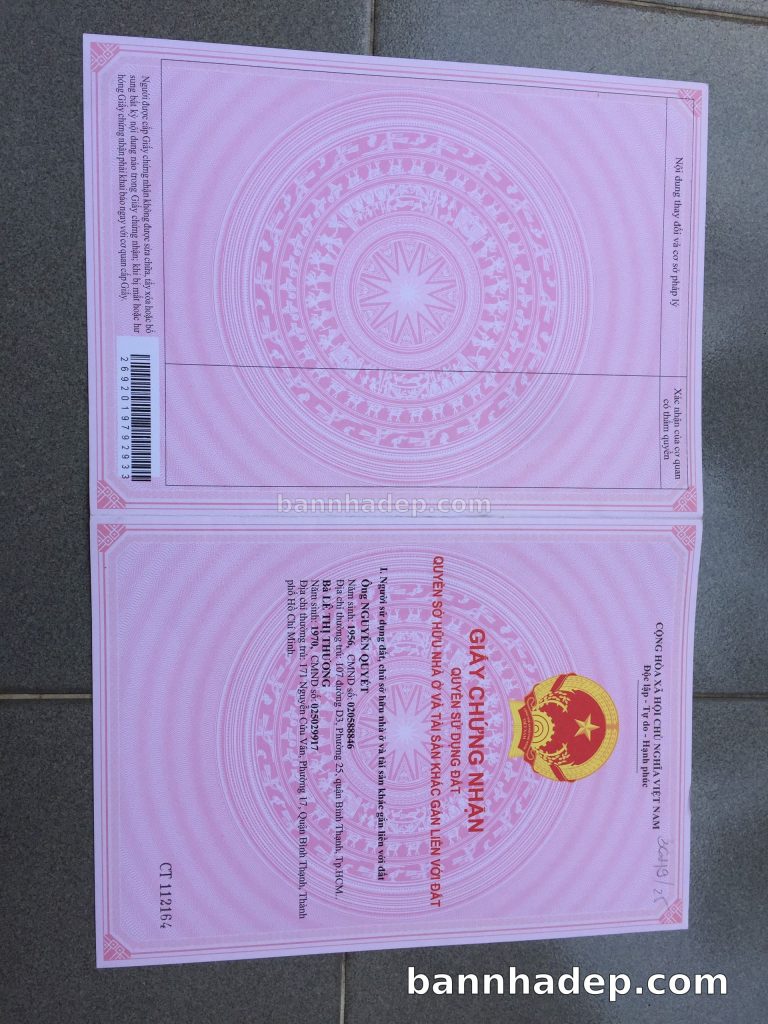 CỘNG HÒA XÃ HỘI CHỦ NGHĨA VIỆT NAM
Độc lập - Tự do - Hạnh phúc
GIẤY CHỨNG NHẬN
QUYỀN SỬ DỤNG ĐẤT
QUYỀN SỞ HỮU NHÀ Ở VÀ TÀI SẢN KHÁC GẮN LIỀN VỚI ĐẤT
I. Người sử dụng đất, chủ sở hữu nhà ở và tài sản khác gắn liền với đất
Ông NGUYỄN QUYẾT
Năm sinh: 1956, CMND số: 020588846
Địa chỉ thường trú: 107 đường D3, Phường 25, quận Bình Thạnh, Tp.HCM.
Bà LÊ THỊ THƯƠNG
Năm sinh: 1970, CMND số: 025029917
Địa chỉ thường trú: 171 Nguyễn Cửu Vân, Phường 17, Quận Bình Thạnh, Thành
phố Hồ Chí Minh.
CT 112164
Nội dung thay đổi và cơ sở pháp lý
Xác nhận của cơ quan
có thẩm quyền
Người được cấp Giấy chứng nhận không được sửa chữa, tẩy xóa hoặc bổ
sung bất kỳ nội dung nào trong Giấy chứng nhận; khi bị mất hoặc hư
hỏng Giấy chứng nhận phải khai báo ngay với cơ quan cấp Giấy.
2692019792933
bannhadep.com
bannhadep.com